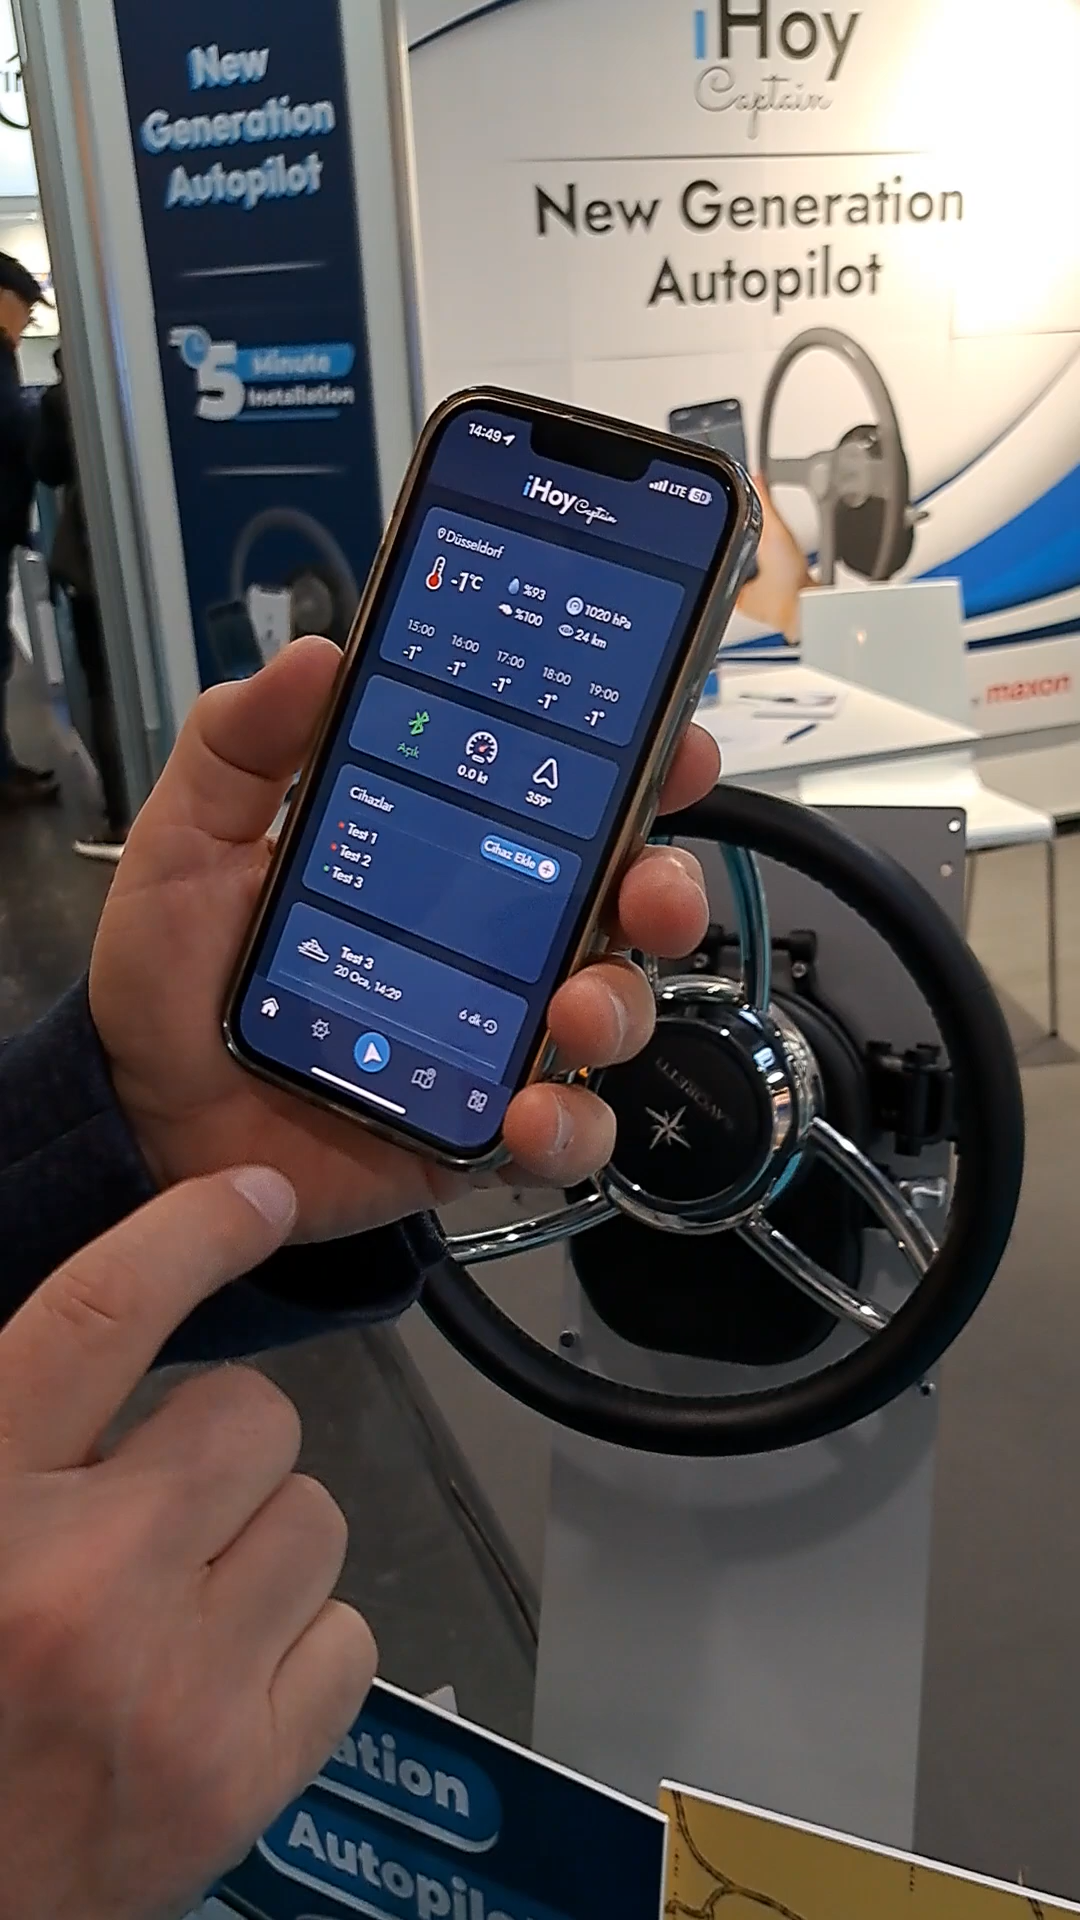 New
Generation
Autopilot
5 Minute
Installation
iHoy
Captain
New Generation
Autopilot
maxon
14:49
LTE 50
iHoy Captain
Düsseldorf
-1°C
%93
1020 hPa
%100
24 km
15:00 16:00 17:00 18:00 19:00
-1° -1° -1° -1° -1°
Açık
0.0 kt
359°
Cihazlar
Cihaz Ekle
Test 1
Test 2
Test 3
Test 3
20 Oca, 14:29
6 dk
ation